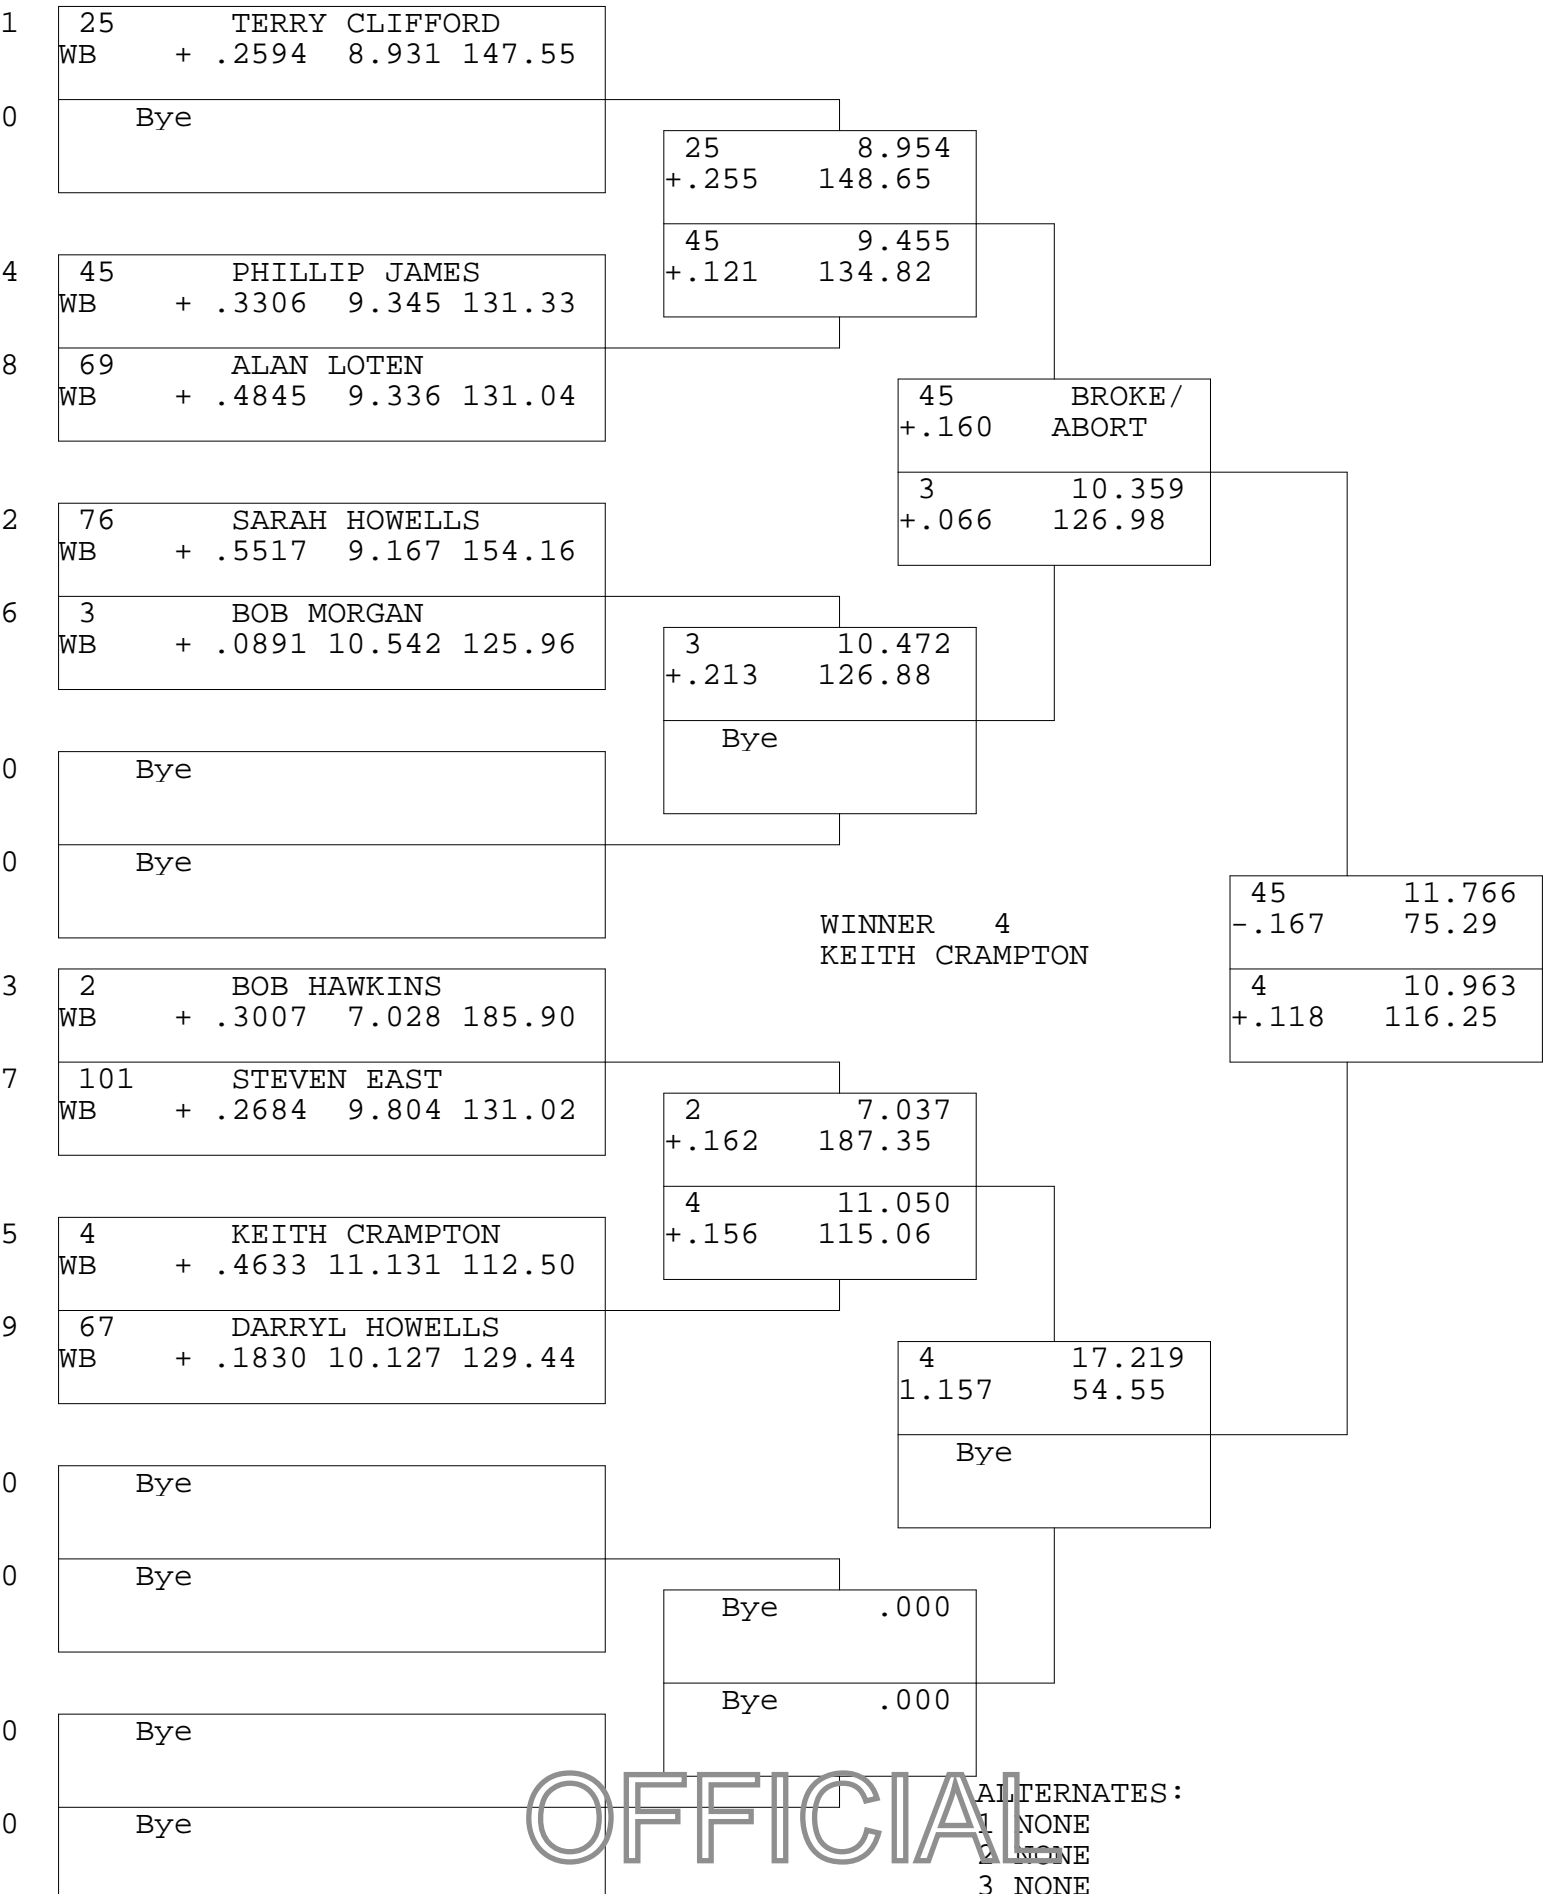 1 25 TERRY CLIFFORD
WB + .2594 8.931 147.55
0 Bye
25 8.954
+.255 148.65
45 9.455
+.121 134.82
4 45 PHILLIP JAMES
WB + .3306 9.345 131.33
8 69 ALAN LOTEN
WB + .4845 9.336 131.04
45 BROKE/
+.160 ABORT
3 10.359
+.066 126.98
2 76 SARAH HOWELLS
WB + .5517 9.167 154.16
6 3 BOB MORGAN
WB + .0891 10.542 125.96
3 10.472
+.213 126.88
Bye
0 Bye
0 Bye
45 11.766
-.167 75.29
4 10.963
+.118 116.25
WINNER 4
KEITH CRAMPTON
3 2 BOB HAWKINS
WB + .3007 7.028 185.90
7 101 STEVEN EAST
WB + .2684 9.804 131.02
2 7.037
+.162 187.35
4 11.050
+.156 115.06
5 4 KEITH CRAMPTON
WB + .4633 11.131 112.50
9 67 DARRYL HOWELLS
WB + .1830 10.127 129.44
4 17.219
1.157 54.55
Bye
0 Bye
0 Bye
Bye .000
Bye .000
0 Bye
0 Bye
OFFICIAL
ALTERNATES:
1 NONE
2 NONE
3 NONE